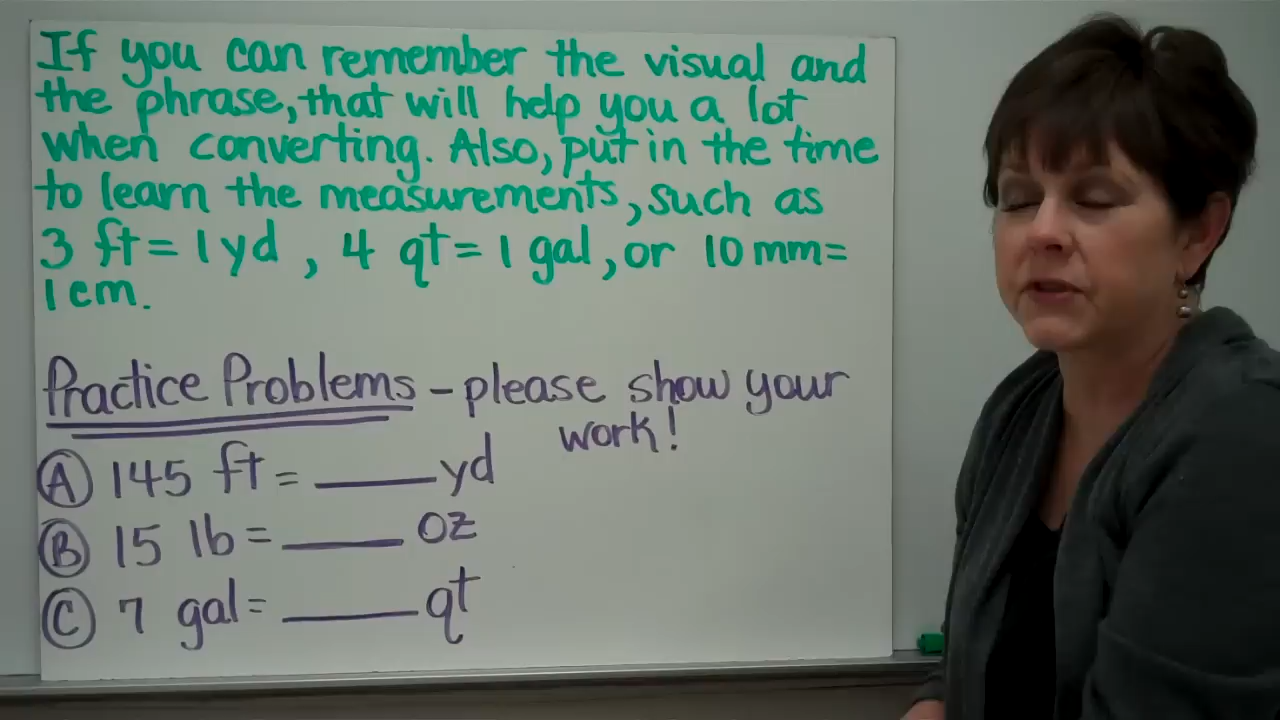 If you can remember the visual and
the phrase, that will help you a lot
when converting. Also, put in the time
to learn the measurements, such as
3 ft = 1 yd, 4 qt = 1 gal, or 10 mm =
1 cm.
Practice Problems - please show your
work!
A 145 ft = ____ yd
B 15 lb = ____ oz
C 7 gal = ____ qt